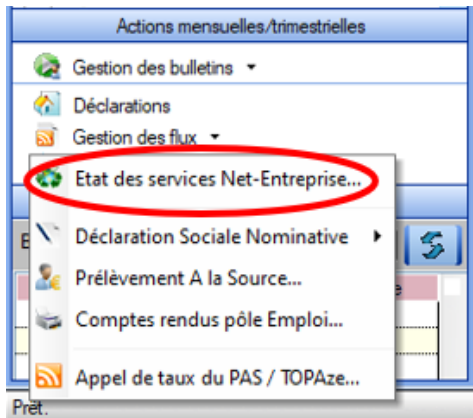 Actions mensuelles/trimestrielles
Gestion des bulletins
Déclarations
Gestion des flux
Etat des services Net-Entreprise...
Déclaration Sociale Nominative
Prélèvement A la Source...
Comptes rendus pôle Emploi...
Appel de taux du PAS / TOPAze...
Prêt.